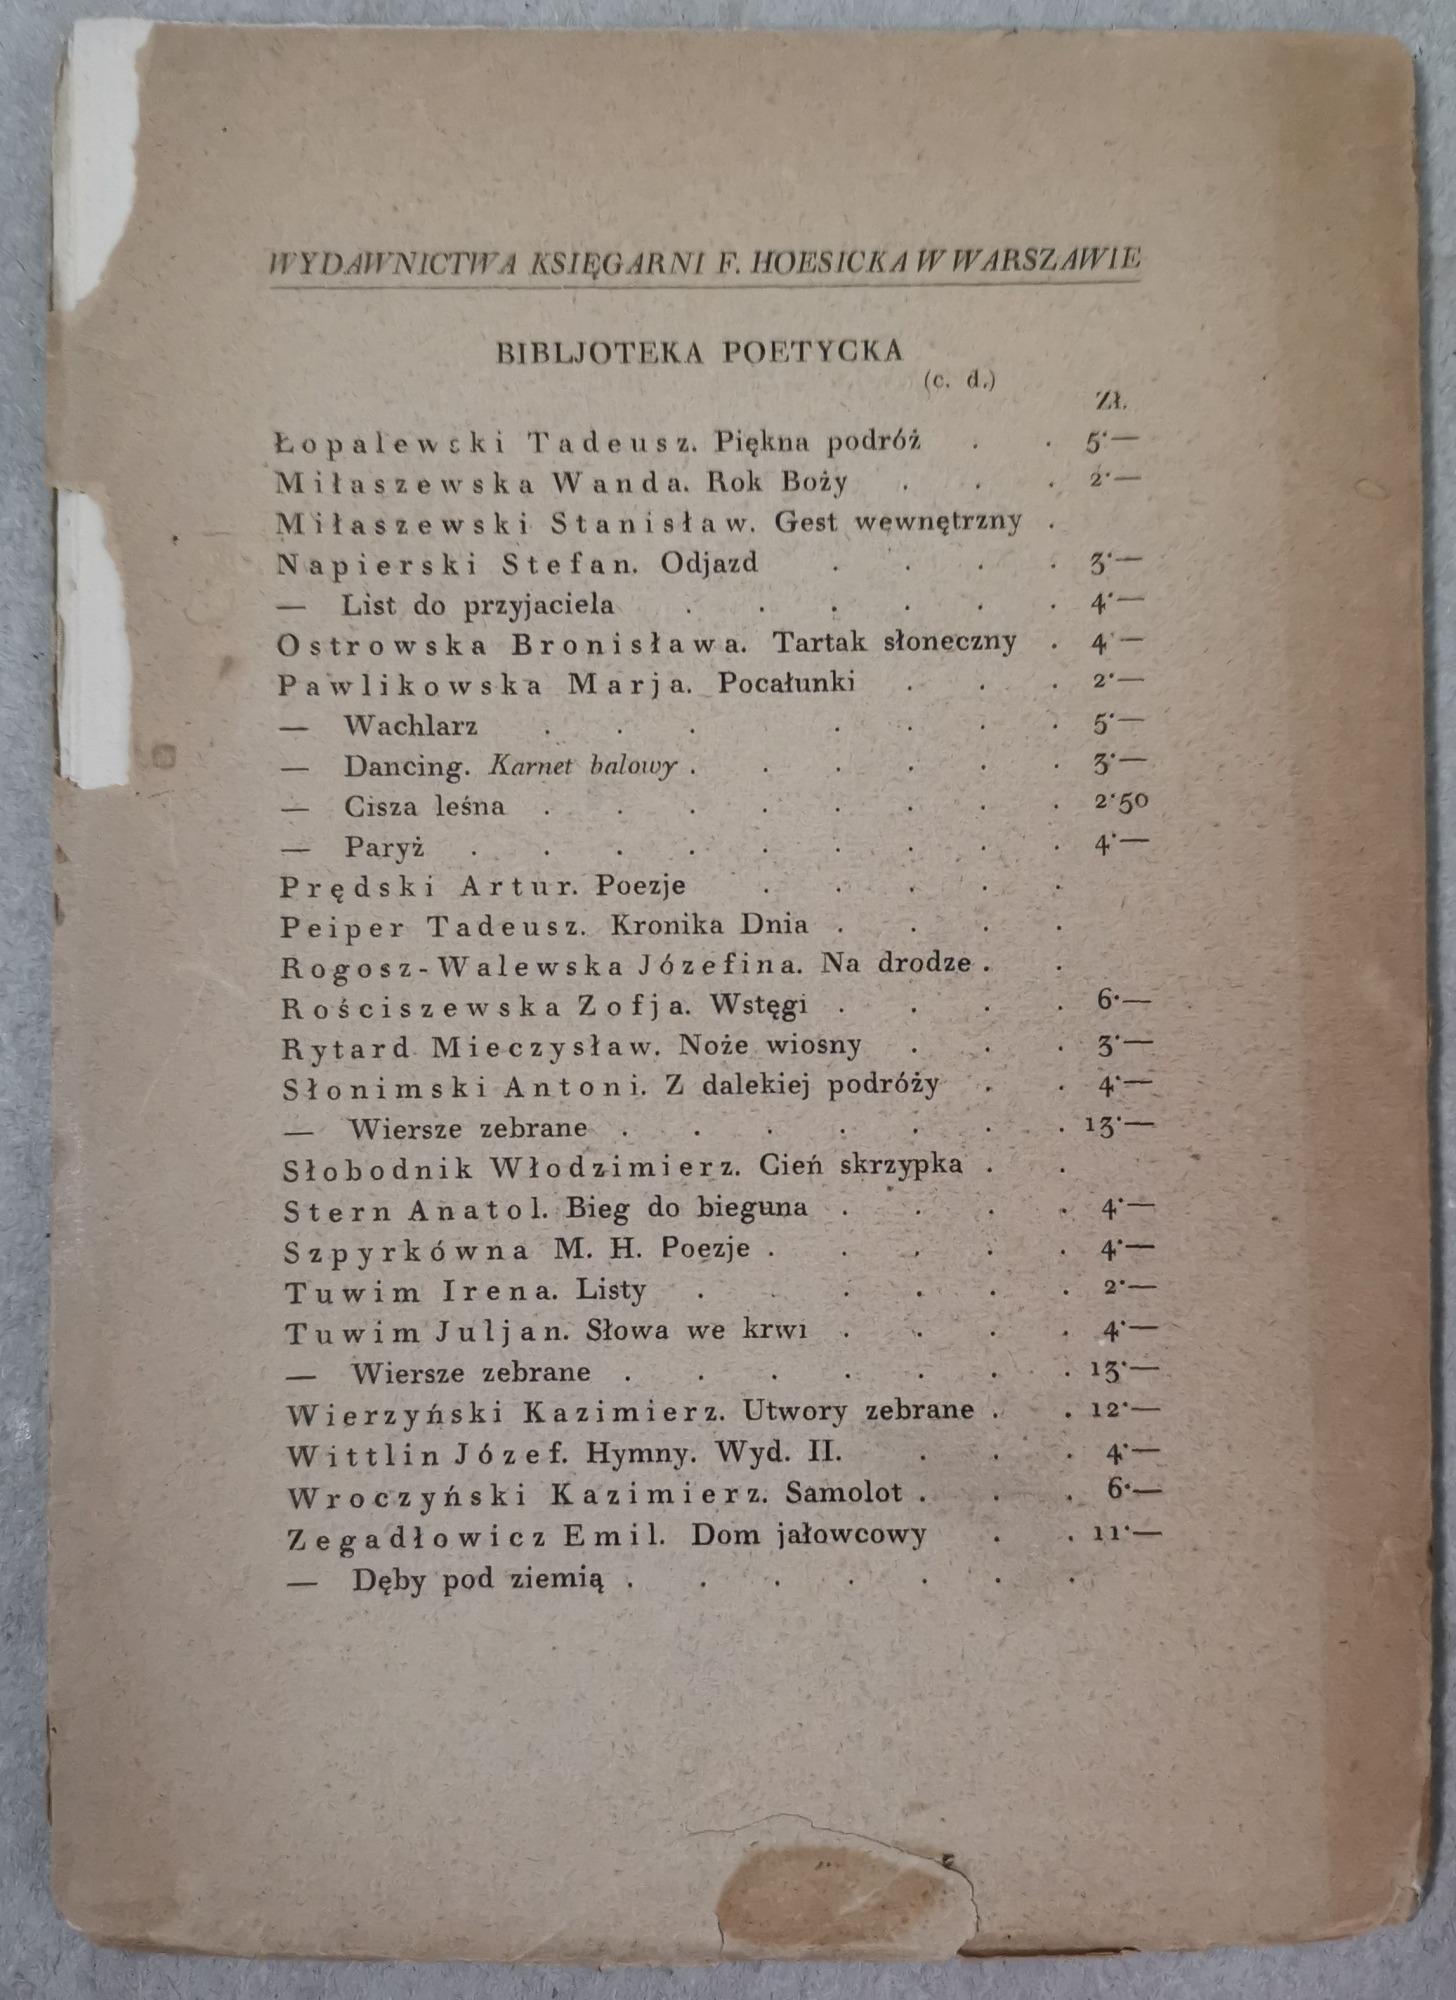 WYDAWNICTWA KSIĘGARNI F. HOESICKA W WARSZAWIE
BIBLJOTEKA POETYCKA
(c. d.)
Zł.
Łopalewski Tadeusz. Piękna podróż . . 5·—
Miłaszewska Wanda. Rok Boży . . . 2·—
Miłaszewski Stanisław. Gest wewnętrzny .
Napierski Stefan. Odjazd . . . . 3·—
— List do przyjaciela . . . . . . 4·—
Ostrowska Bronisława. Tartak słoneczny . 4·—
Pawlikowska Marja. Pocałunki . . . 2·—
— Wachlarz . . . . . . . 5·—
— Dancing. Karnet balowy . . . . . . 3·—
— Cisza leśna . . . . . . . . 2·50
— Paryż . . . . . . . . . 4·—
Prędski Artur. Poezje . . . . .
Peiper Tadeusz. Kronika Dnia . . . .
Rogosz-Walewska Józefina. Na drodze . .
Rościszewska Zofja. Wstęgi . . . . 6·—
Rytard Mieczysław. Noże wiosny . . . 3·—
Słonimski Antoni. Z dalekiej podróży . . 4·—
— Wiersze zebrane . . . . . . . 13·—
Słobodnik Włodzimierz. Cień skrzypka . .
Stern Anatol. Bieg do bieguna . . . . 4·—
Szpyrkówna M. H. Poezje . . . . . 4·—
Tuwim Irena. Listy . . . . . . 2·—
Tuwim Juljan. Słowa we krwi . . . . 4·—
— Wiersze zebrane . . . . . . . 13·—
Wierzyński Kazimierz. Utwory zebrane . . 12·—
Wittlin Józef. Hymny. Wyd. II. . . . 4·—
Wroczyński Kazimierz. Samolot . . . 6·—
Zegadłowicz Emil. Dom jałowcowy . . 11·—
— Dęby pod ziemią . . . . . . .